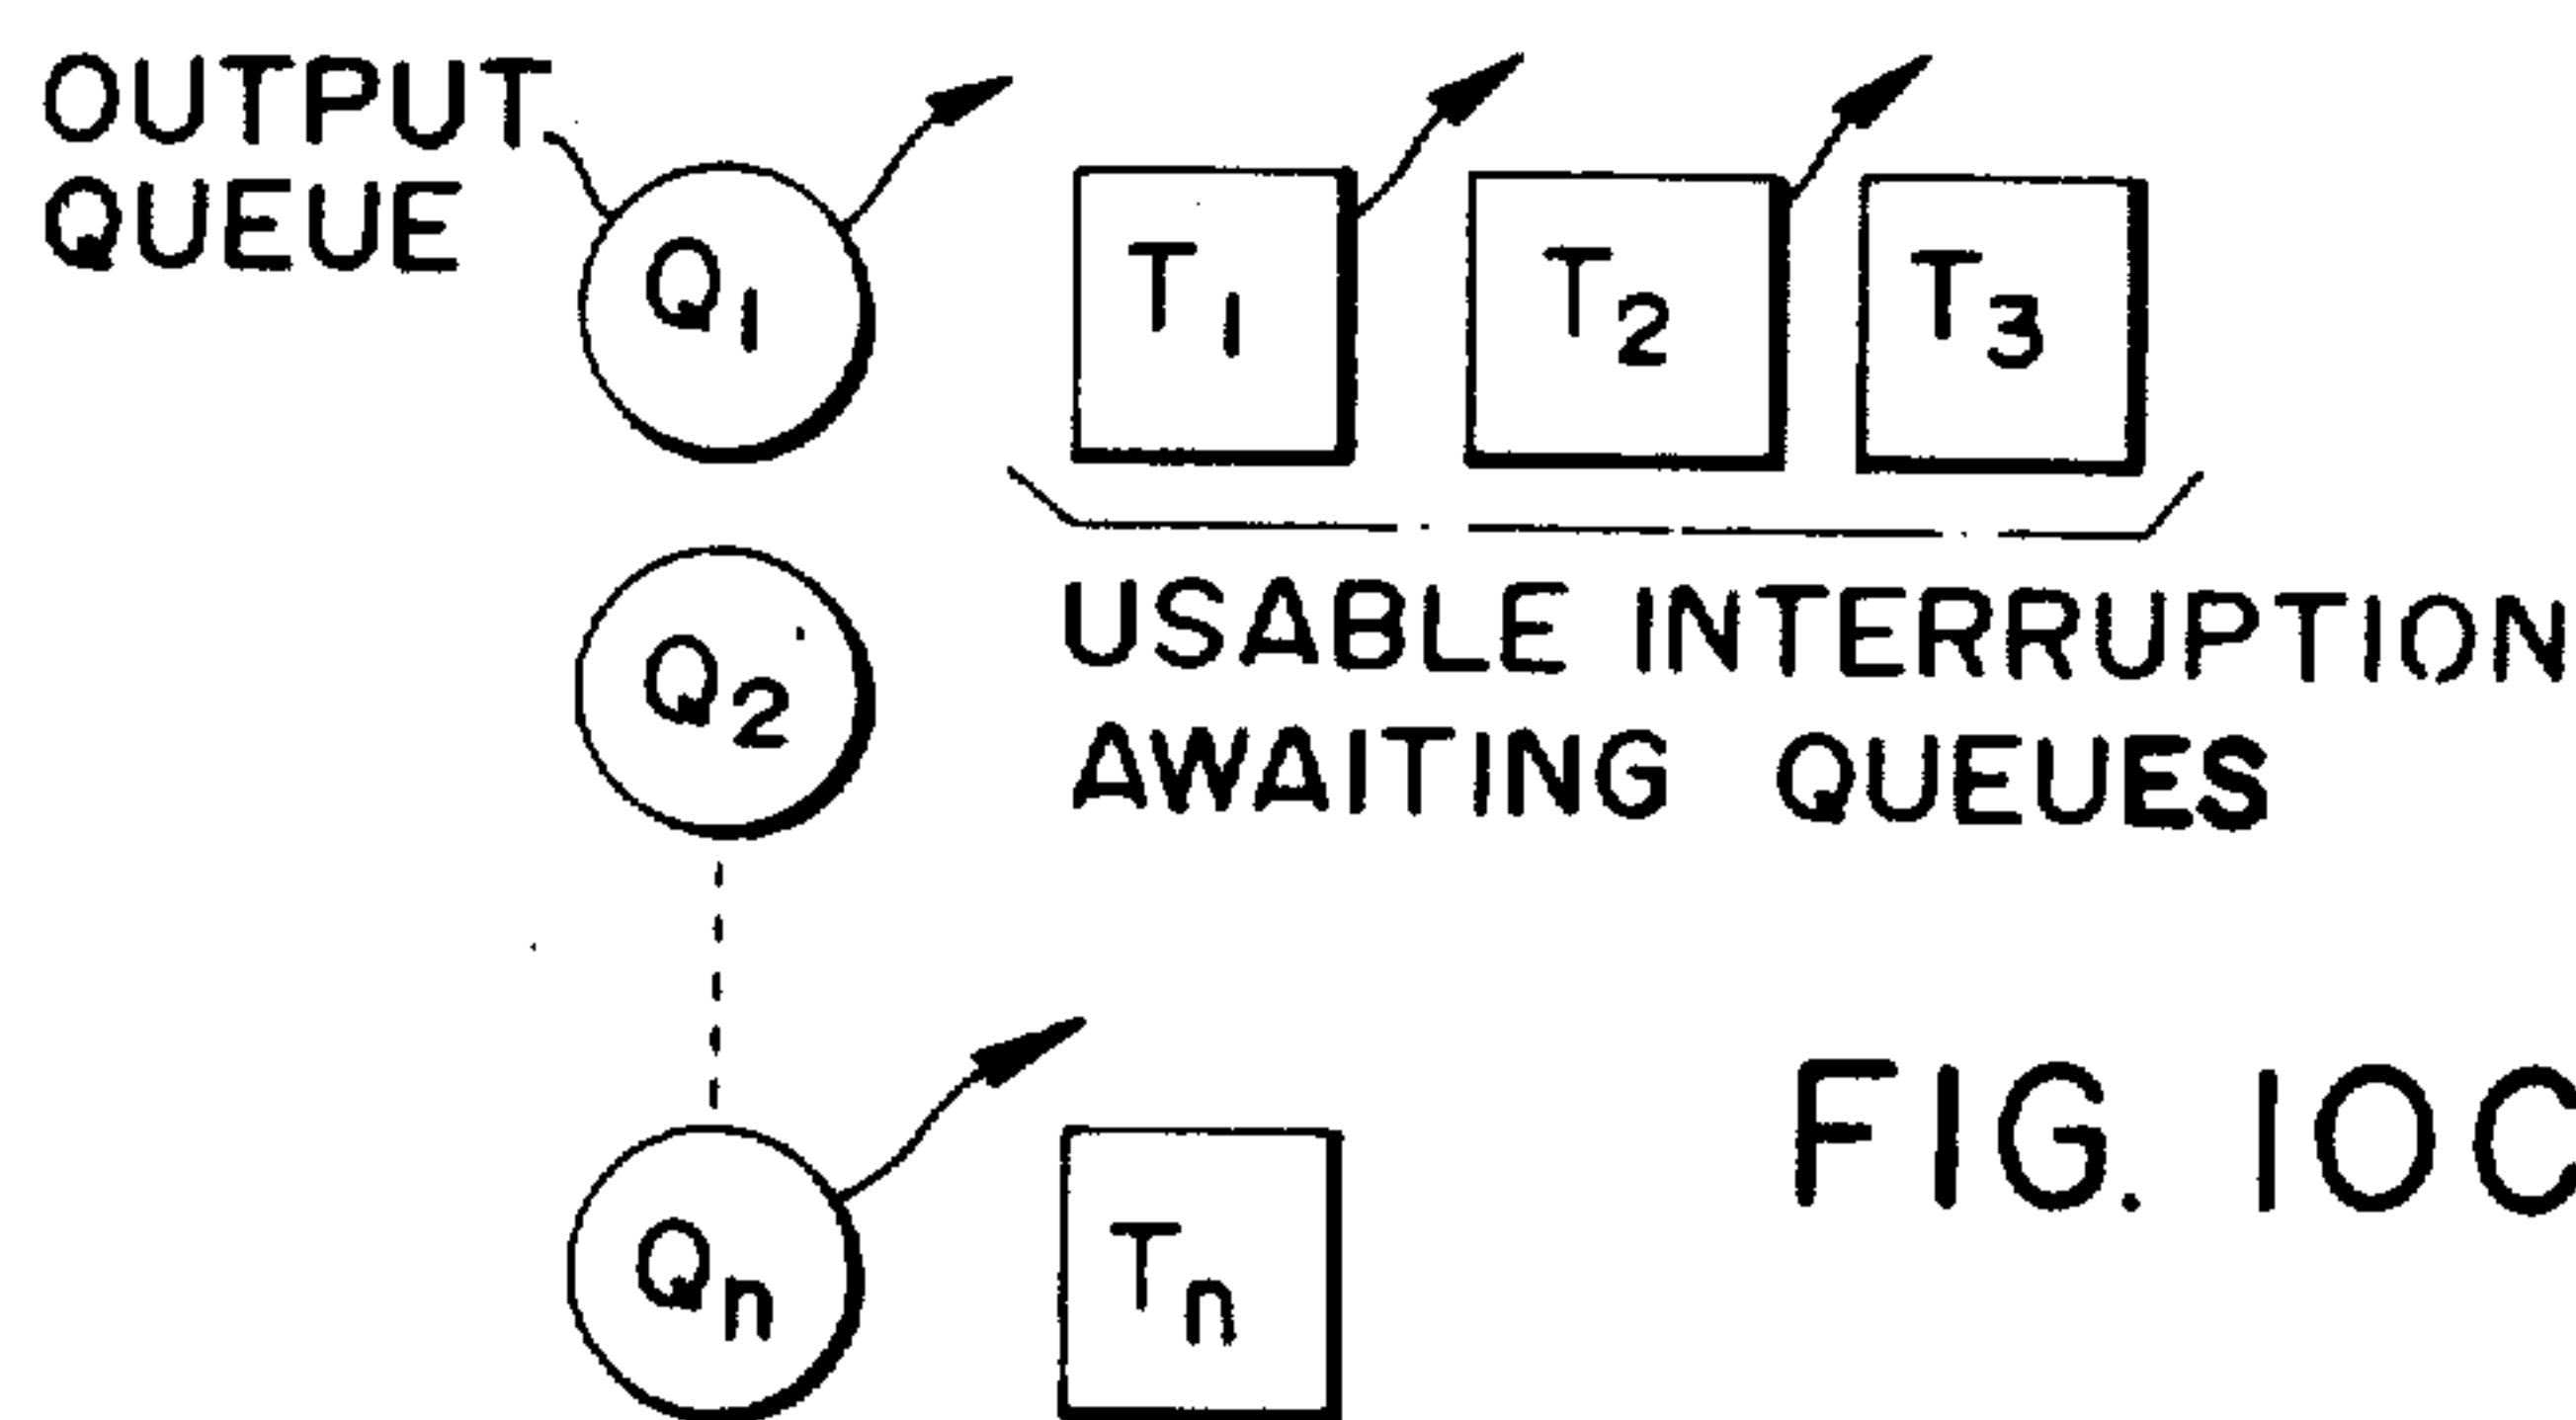 OUTPUT
QUEUE
Q1 T1 T2 T3
USABLE INTERRUPTION
Q2
AWAITING QUEUES
FIG. 10C
Qn Tn